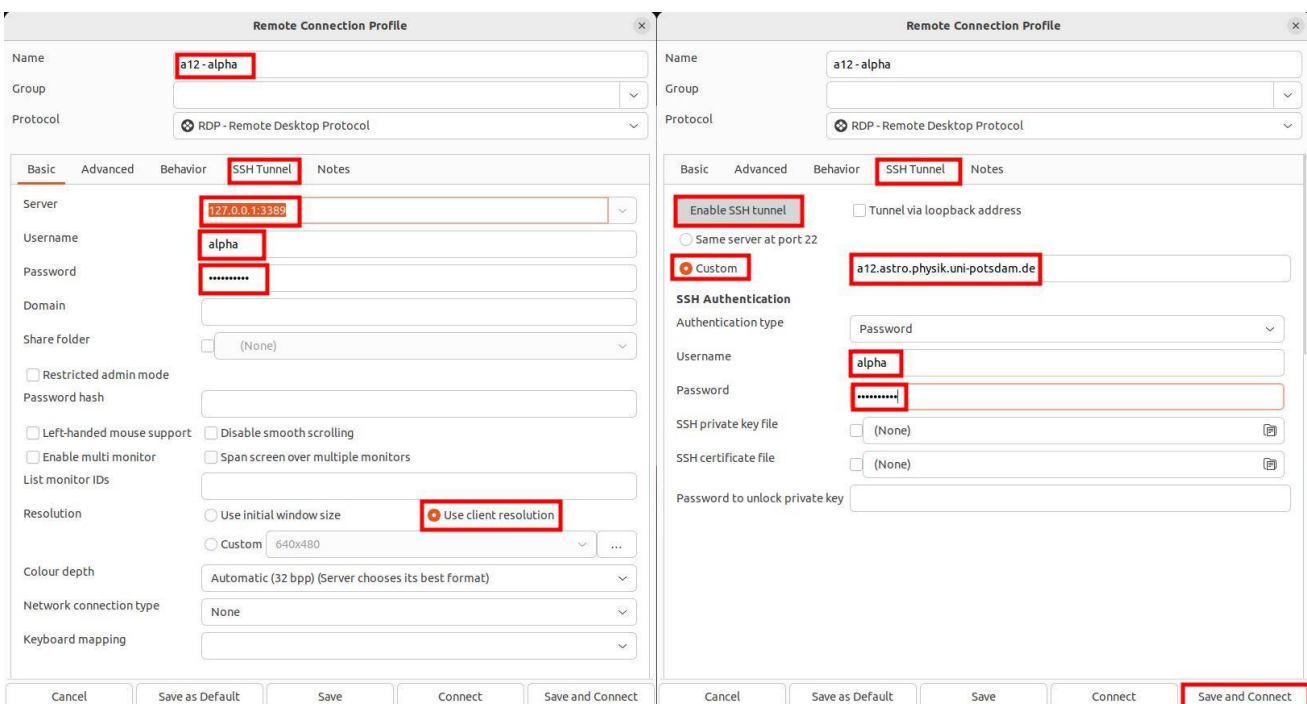 Remote Connection Profile
Name
a12 - alpha
Group
Protocol
RDP - Remote Desktop Protocol
Basic Advanced Behavior SSH Tunnel Notes
Server
127.0.0.1:3389
Username
alpha
Password
••••••••••
Domain
Share folder
(None)
Restricted admin mode
Password hash
Left-handed mouse support Disable smooth scrolling
Enable multi monitor Span screen over multiple monitors
List monitor IDs
Resolution
Use initial window size Use client resolution
Custom 640x480 ...
Colour depth
Automatic (32 bpp) (Server chooses its best format)
Network connection type
None
Keyboard mapping
Cancel Save as Default Save Connect Save and Connect
Remote Connection Profile
Name
a12 - alpha
Group
Protocol
RDP - Remote Desktop Protocol
Basic Advanced Behavior SSH Tunnel Notes
Enable SSH tunnel Tunnel via loopback address
Same server at port 22
Custom a12.astro.physik.uni-potsdam.de
SSH Authentication
Authentication type
Password
Username
alpha
Password
••••••••••
SSH private key file
(None)
SSH certificate file
(None)
Password to unlock private key
Cancel Save as Default Save Connect Save and Connect